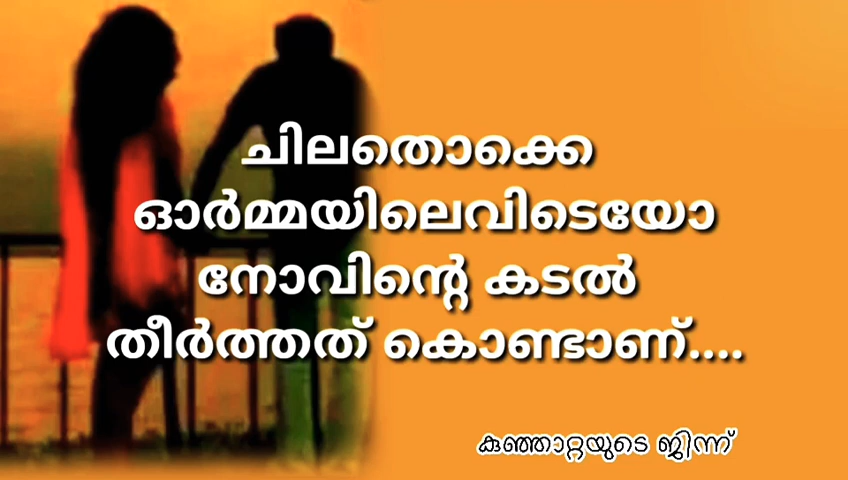 ചിലതൊക്കെ
ഓർമ്മയിലെവിടെയോ
നോവിന്റെ കടൽ
തീർത്തത് കൊണ്ടാണ്....
കുഞ്ഞാറ്റയുടെ ജിന്ന്